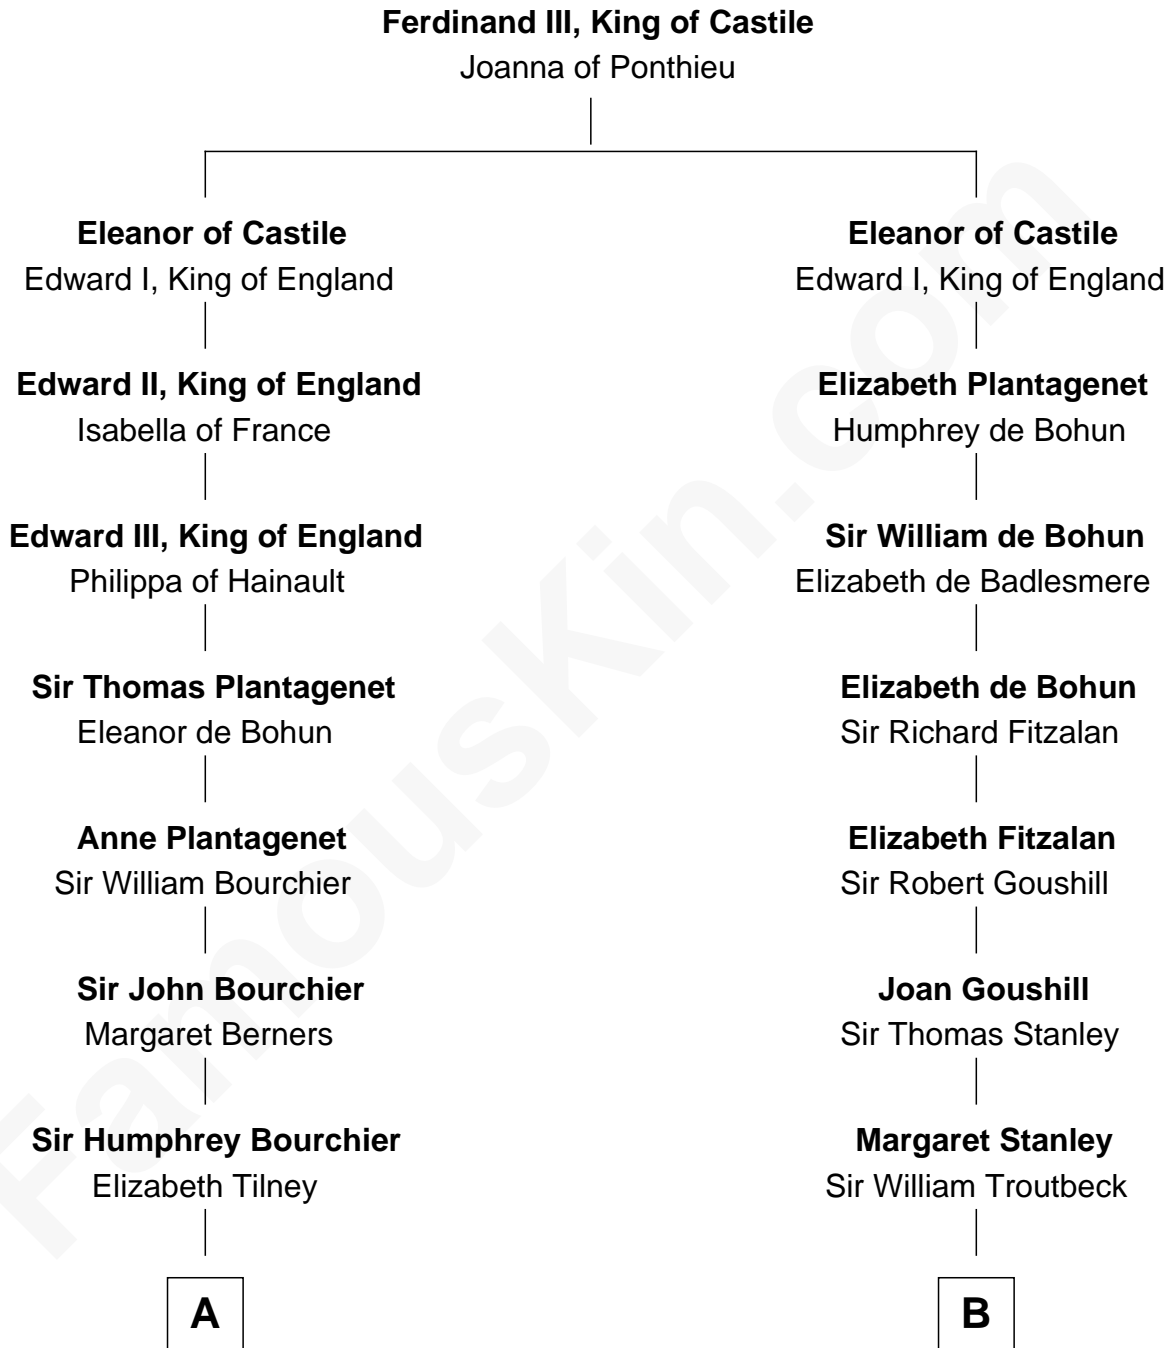 Ferdinand III, King of Castile
Joanna of Ponthieu
Eleanor of Castile
Edward I, King of England
Edward II, King of England
Isabella of France
Edward III, King of England
Philippa of Hainault
Sir Thomas Plantagenet
Eleanor de Bohun
Anne Plantagenet
Sir William Bourchier
Sir John Bourchier
Margaret Berners
Sir Humphrey Bourchier
Elizabeth Tilney
A
Eleanor of Castile
Edward I, King of England
Elizabeth Plantagenet
Humphrey de Bohun
Sir William de Bohun
Elizabeth de Badlesmere
Elizabeth de Bohun
Sir Richard Fitzalan
Elizabeth Fitzalan
Sir Robert Goushill
Joan Goushill
Sir Thomas Stanley
Margaret Stanley
Sir William Troutbeck
B
FamousKin.com